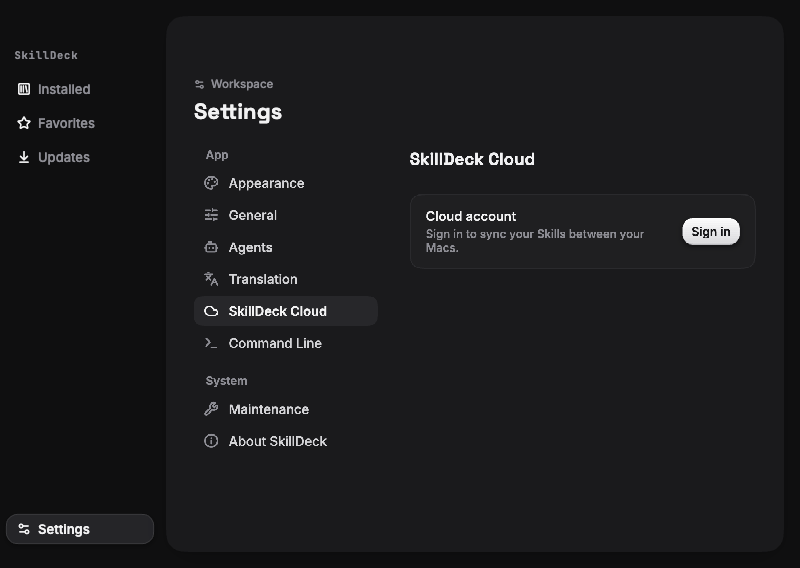 SkillDeck
Installed
Favorites
Updates
Settings
Workspace
Settings
App
Appearance
General
Agents
Translation
SkillDeck Cloud
Command Line
System
Maintenance
About SkillDeck
SkillDeck Cloud
Cloud account
Sign in to sync your Skills between your
Macs.
Sign in